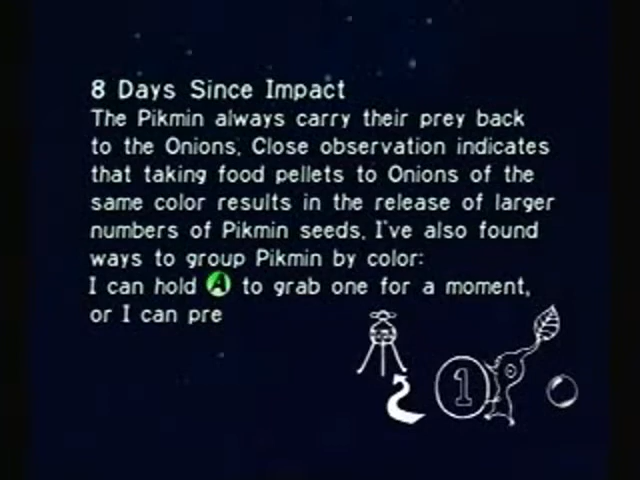 8 Days Since Impact
The Pikmin always carry their prey back
to the Onions. Close observation indicates
that taking food pellets to Onions of the
same color results in the release of larger
numbers of Pikmin seeds. I've also found
ways to group Pikmin by color:
I can hold A to grab one for a moment,
or I can pre
1